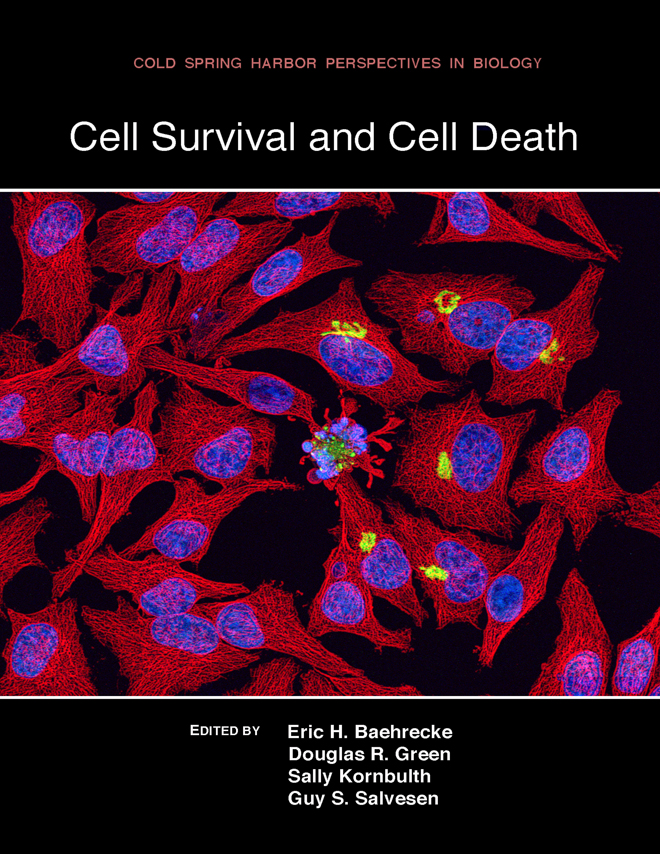 COLD SPRING HARBOR PERSPECTIVES IN BIOLOGY
Cell Survival and Cell Death
EDITED BY Eric H. Baehrecke
Douglas R. Green
Sally Kornbulth
Guy S. Salvesen